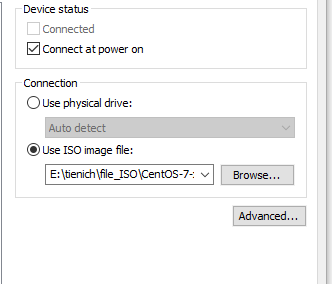 Device status
Connected
Connect at power on
Connection
Use physical drive:
Auto detect
Use ISO image file:
E:\tienich\file_ISO\CentOS-7-
Browse...
Advanced...